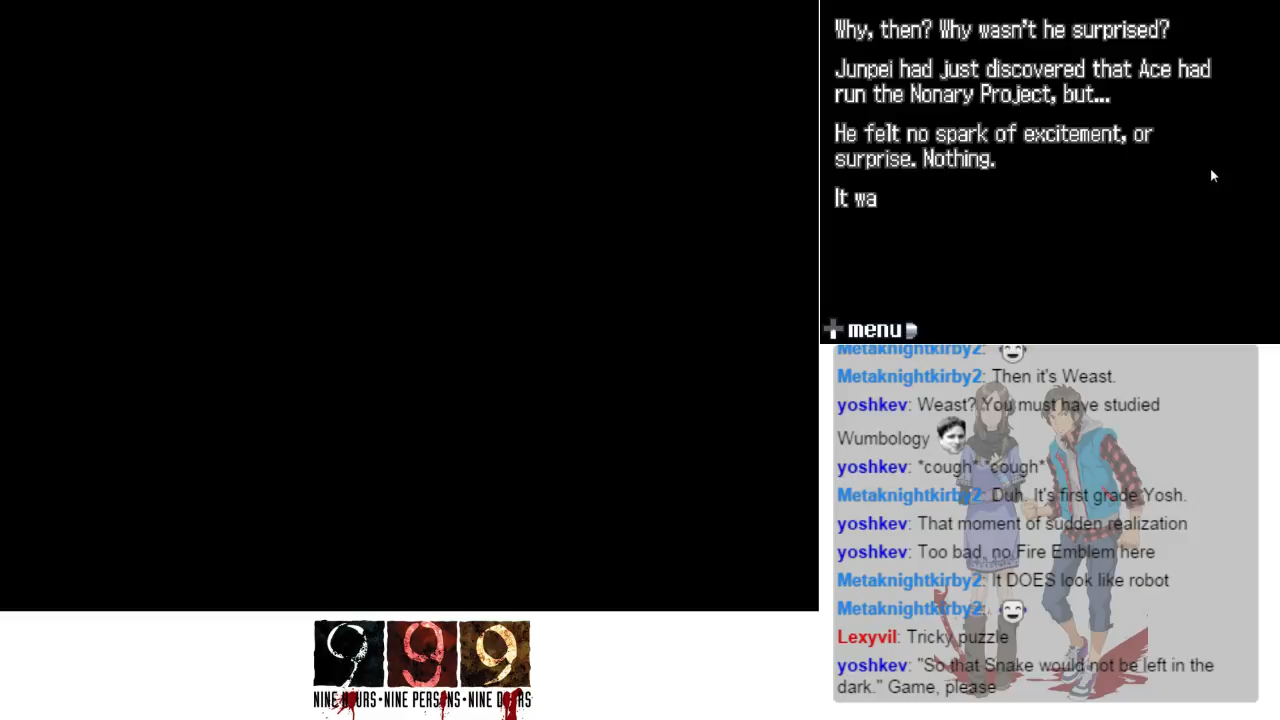 Why, then? Why wasn't he surprised?
Junpei had just discovered that Ace had
run the Nonary Project, but...
He felt no spark of excitement, or
surprise. Nothing.
It wa
menu
Metaknightkirby2:
Metaknightkirby2: Then it's Weast.
yoshkev: Weast? You must have studied
Wumbology
yoshkev: *cough* *cough*
Metaknightkirby2: Duh. It's first grade Yosh.
yoshkev: That moment of sudden realization
yoshkev: Too bad, no Fire Emblem here
Metaknightkirby2: It DOES look like robot
Metaknightkirby2:
Lexyvil: Tricky puzzle
yoshkev: "So that Snake would not be left in the
dark." Game, please
9 9 9
NINE HOURS • NINE PERSONS • NINE DOORS